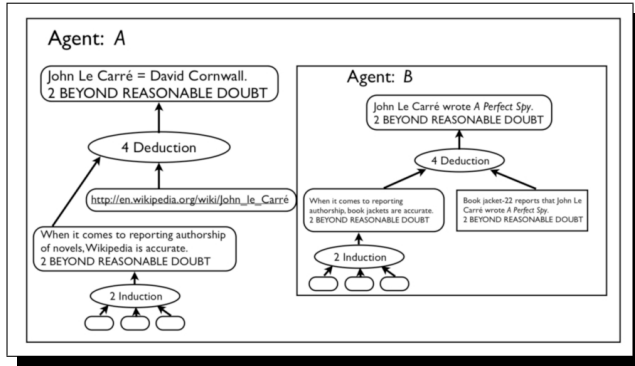 Agent: A
John Le Carré = David Cornwall.
2 BEYOND REASONABLE DOUBT
4 Deduction
http://en.wikipedia.org/wiki/John_le_Carré
When it comes to reporting authorship
of novels, Wikipedia is accurate.
2 BEYOND REASONABLE DOUBT
2 Induction
Agent: B
John Le Carré wrote A Perfect Spy.
2 BEYOND REASONABLE DOUBT
4 Deduction
When it comes to reporting
authorship, book jackets are accurate.
2 BEYOND REASONABLE DOUBT
Book jacket-22 reports that John Le
Carré wrote A Perfect Spy.
2 BEYOND REASONABLE DOUBT
2 Induction